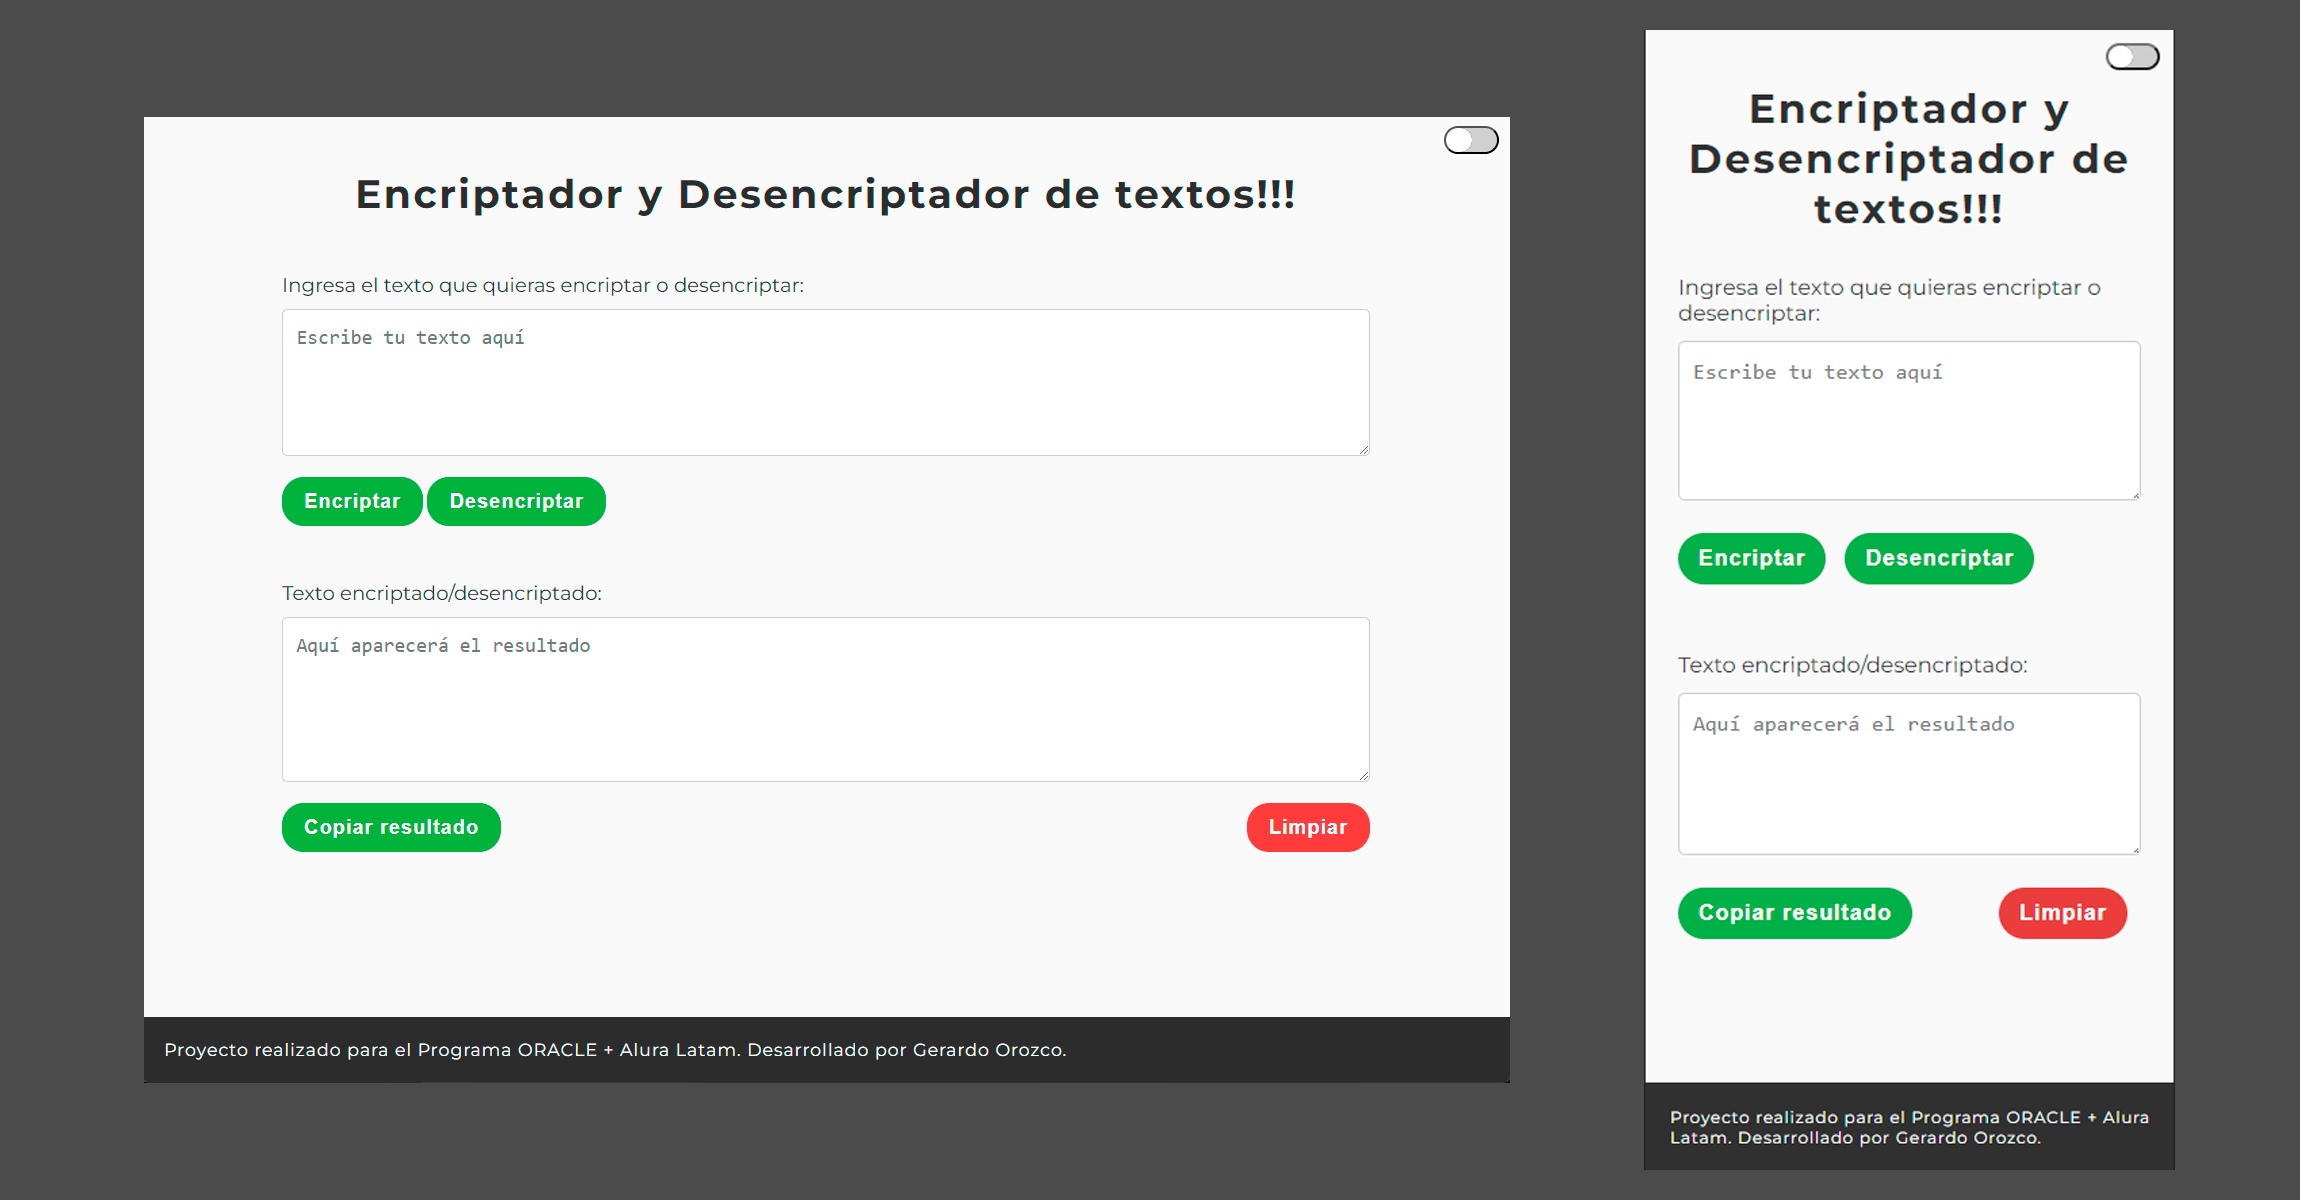 Encriptador y Desencriptador de textos!!!
Ingresa el texto que quieras encriptar o desencriptar:
Escribe tu texto aquí
Encriptar Desencriptar
Texto encriptado/desencriptado:
Aquí aparecerá el resultado
Copiar resultado Limpiar
Proyecto realizado para el Programa ORACLE + Alura Latam. Desarrollado por Gerardo Orozco.
Encriptador y
Desencriptador de
textos!!!
Ingresa el texto que quieras encriptar o
desencriptar:
Escribe tu texto aquí
Encriptar Desencriptar
Texto encriptado/desencriptado:
Aquí aparecerá el resultado
Copiar resultado Limpiar
Proyecto realizado para el Programa ORACLE + Alura
Latam. Desarrollado por Gerardo Orozco.